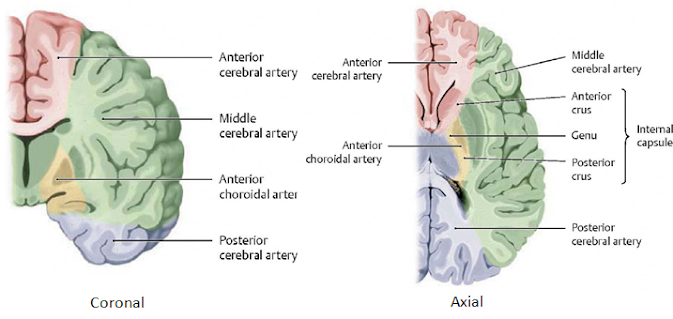 Anterior
cerebral artery
Middle
cerebral artery
Anterior
choroidal arter
Posterior
cerebral artery
Coronal
Anterior
cerebral artery
Anterior
choroidal artery
Middle
cerebral artery
Anterior
crus
Genu
Posterior
crus
Internal
capsule
Posterior
cerebral artery
Axial